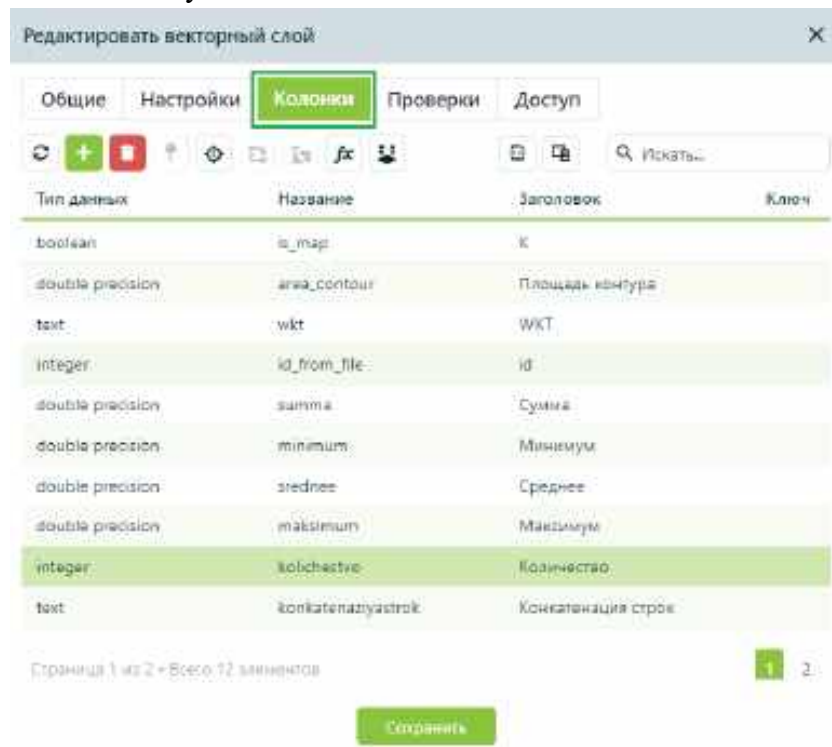 Редактировать векторный слой
Общие Настройки Колонки Проверки Доступ
fx Искать...
Тип данных Название Заголовок Ключ
boolean is_map K
double precision area_contour Площадь контура
text wkt WKT
integer id_from_file id
double precision summa Сумма
double precision minimum Минимум
double precision srednee Среднее
double precision maksimum Максимум
integer kolichestvo Количество
text konkatenaziyastrok Конкатенация строк
Страница 1 из 2 • Всего 12 элементов 1 2
Сохранить